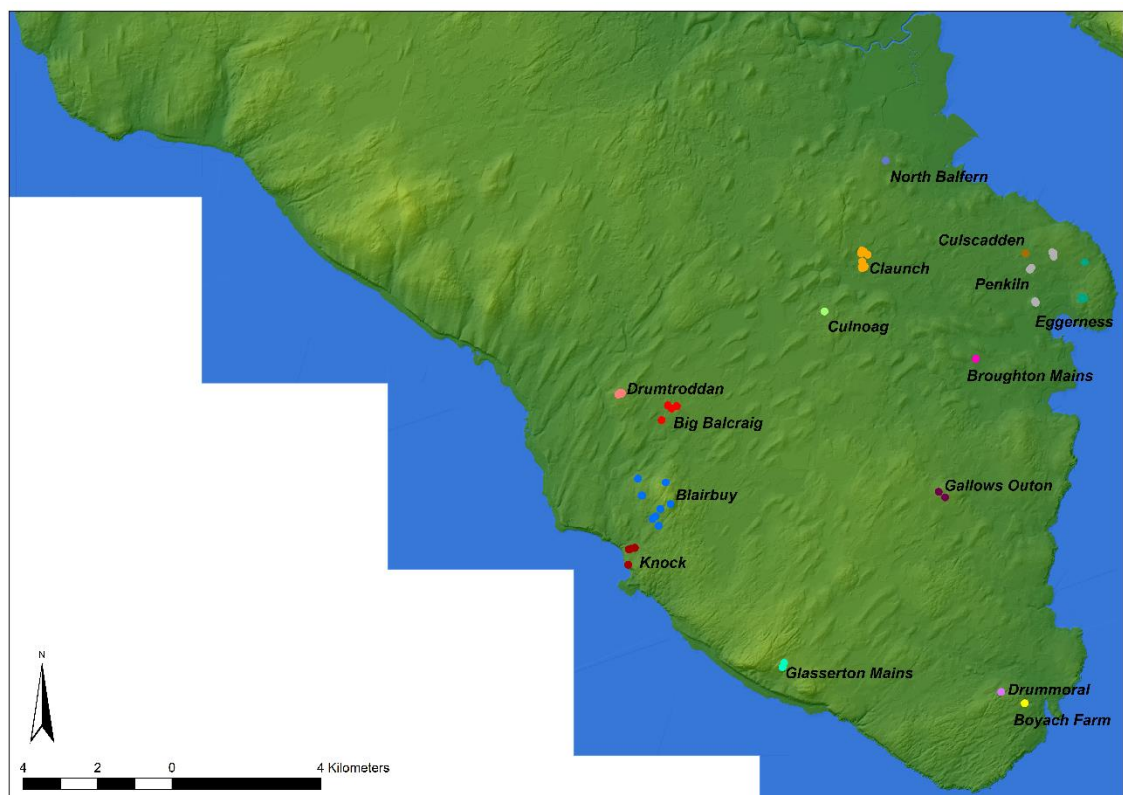 North Balfern
Culscadden
Claunch
Penkiln
Culnoag
Eggerness
Broughton Mains
Drumtroddan
Big Balcraig
Blairbuy
Gallows Outon
Knock
Glasserton Mains
Drummoral
Boyach Farm
N
4 2 0 4 Kilometers